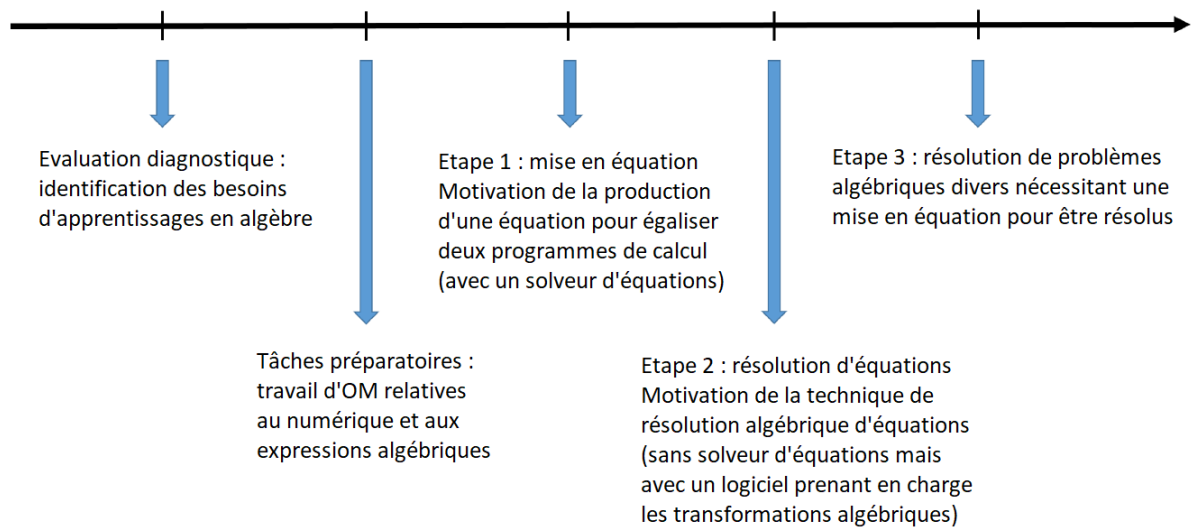 Evaluation diagnostique :
identification des besoins
d'apprentissages en algèbre
Tâches préparatoires :
travail d'OM relatives
au numérique et aux
expressions algébriques
Etape 1 : mise en équation
Motivation de la production
d'une équation pour égaliser
deux programmes de calcul
(avec un solveur d'équations)
Etape 2 : résolution d'équations
Motivation de la technique de
résolution algébrique d'équations
(sans solveur d'équations mais
avec un logiciel prenant en charge
les transformations algébriques)
Etape 3 : résolution de problèmes
algébriques divers nécessitant une
mise en équation pour être résolus